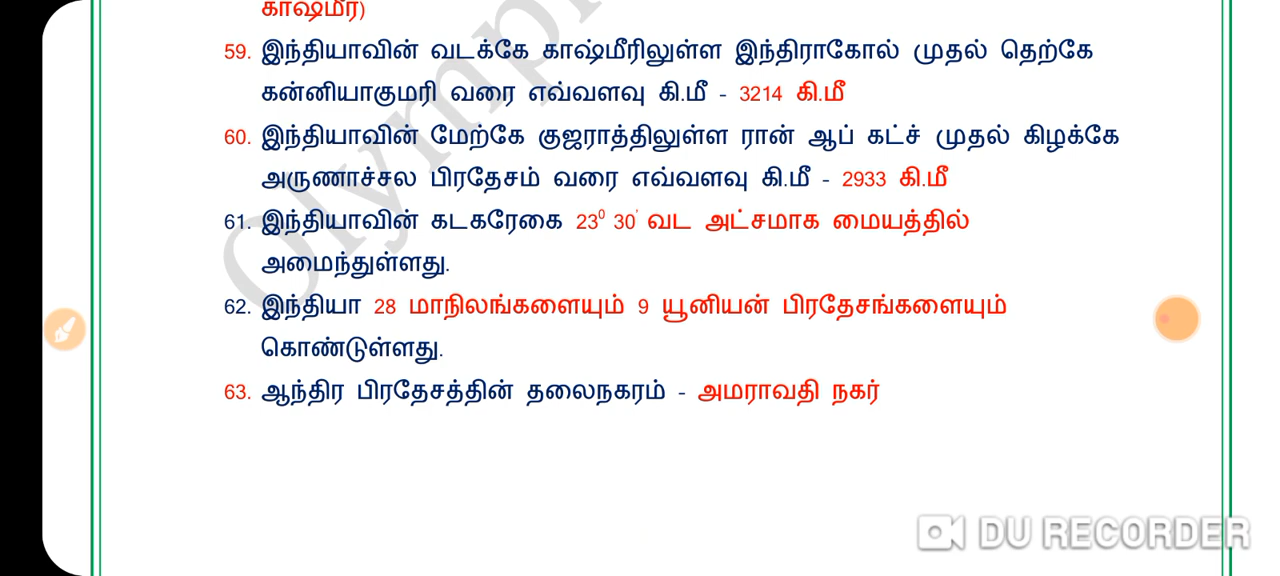 காஷ்மீர்)
59. இந்தியாவின் வடக்கே காஷ்மீரிலுள்ள இந்திராகோல் முதல் தெற்கே
கன்னியாகுமரி வரை எவ்வளவு கி.மீ - 3214 கி.மீ
60. இந்தியாவின் மேற்கே குஜராத்திலுள்ள ரான் ஆப் கட்ச் முதல் கிழக்கே
அருணாச்சல பிரதேசம் வரை எவ்வளவு கி.மீ - 2933 கி.மீ
61. இந்தியாவின் கடகரேகை 23⁰ 30' வட அட்சமாக மையத்தில்
அமைந்துள்ளது.
62. இந்தியா 28 மாநிலங்களையும் 9 யூனியன் பிரதேசங்களையும்
கொண்டுள்ளது.
63. ஆந்திர பிரதேசத்தின் தலைநகரம் - அமராவதி நகர்
DU RECORDER